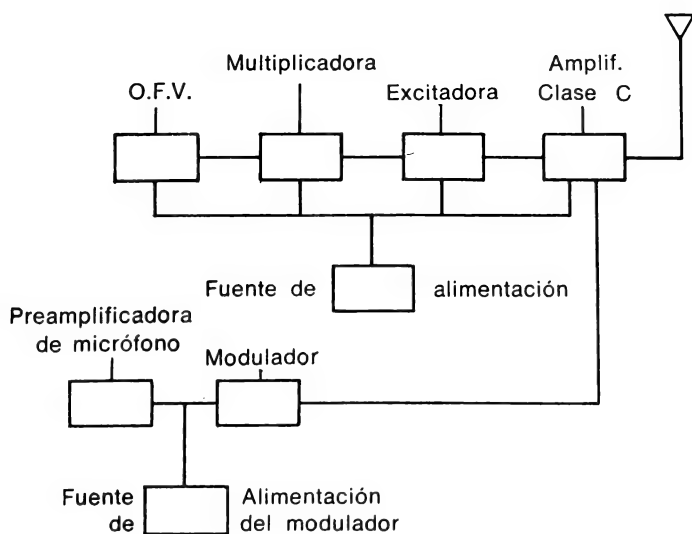 O.F.V.
Multiplicadora
Excitadora
Amplif.
Clase C
Fuente de alimentación
Preamplificadora
de micrófono
Modulador
Fuente Alimentación
de del modulador